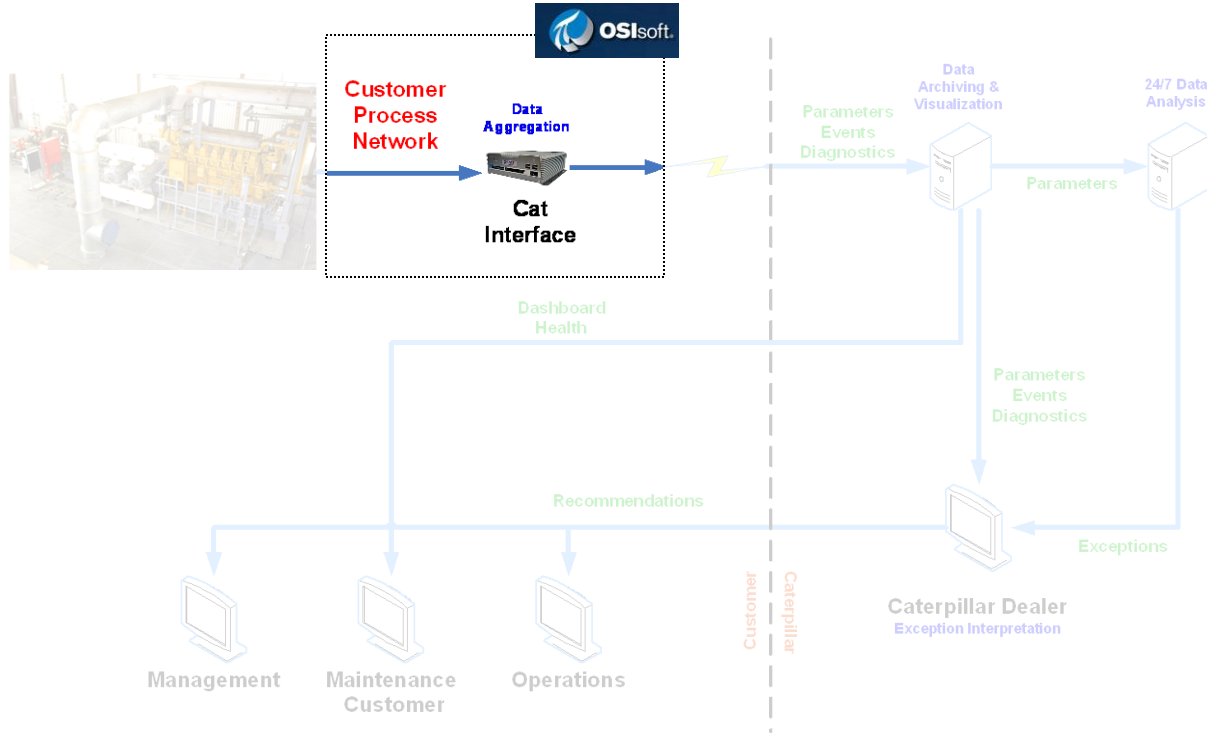 OSIsoft.
Customer
Process
Network
Data
Aggregation
Cat
Interface
Parameters
Events
Diagnostics
Data
Archiving &
Visualization
24/7 Data
Analysis
Parameters
Dashboard
Health
Parameters
Events
Diagnostics
Recommendations
Exceptions
Customer
Caterpillar
Caterpillar Dealer
Exception Interpretation
Management
Maintenance
Customer
Operations